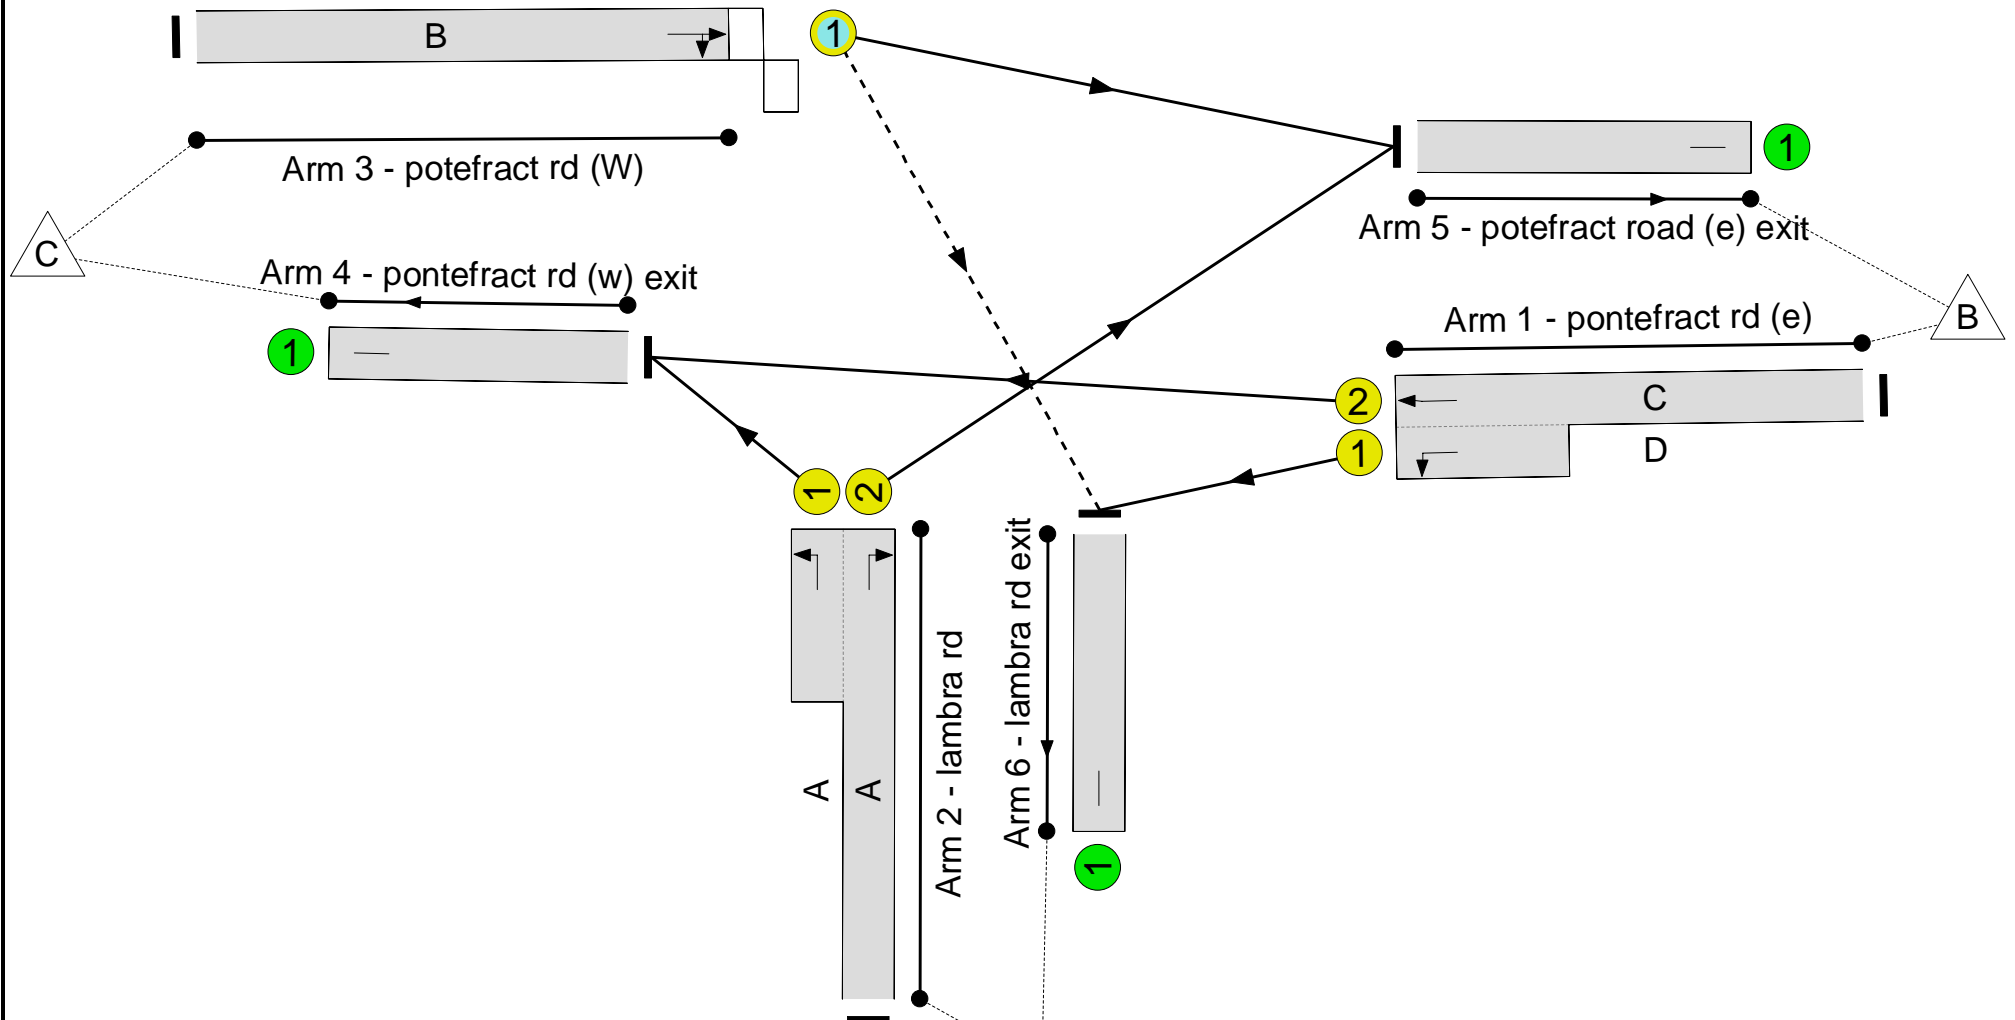 B
1
1
Arm 3 - potefract rd (W)
C
Arm 5 - potefract road (e) exit
Arm 4 - pontefract rd (w) exit
1
Arm 1 - pontefract rd (e)
B
2
C
1
D
1
2
Arm 2 - lambra rd
Arm 6 - lambra rd exit
A
A
1